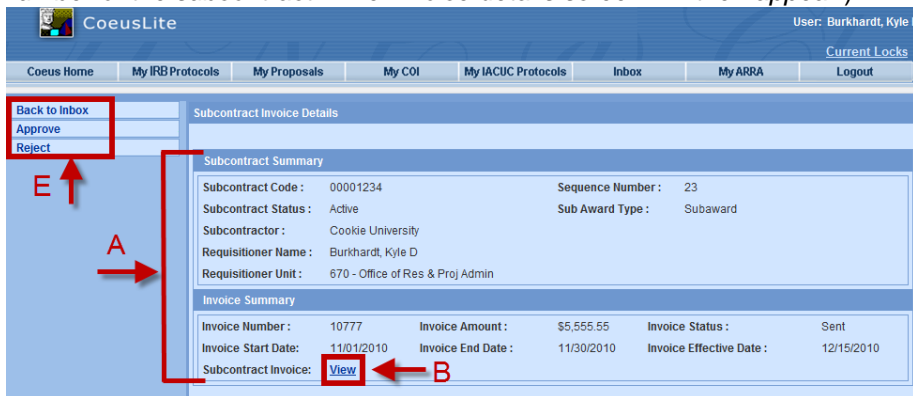 CoeusLite
User: Burkhardt, Kyle
Current Locks
Coeus Home My IRB Protocols My Proposals My COI My IACUC Protocols Inbox My ARRA Logout
Back to Inbox
Approve
Reject
E
A
Subcontract Invoice Details
Subcontract Summary
Subcontract Code : 00001234 Sequence Number : 23
Subcontract Status : Active Sub Award Type : Subaward
Subcontractor : Cookie University
Requisitioner Name : Burkhardt, Kyle D
Requisitioner Unit : 670 - Office of Res & Proj Admin
Invoice Summary
Invoice Number : 10777 Invoice Amount : $5,555.55 Invoice Status : Sent
Invoice Start Date: 11/01/2010 Invoice End Date : 11/30/2010 Invoice Effective Date : 12/15/2010
Subcontract Invoice: View B